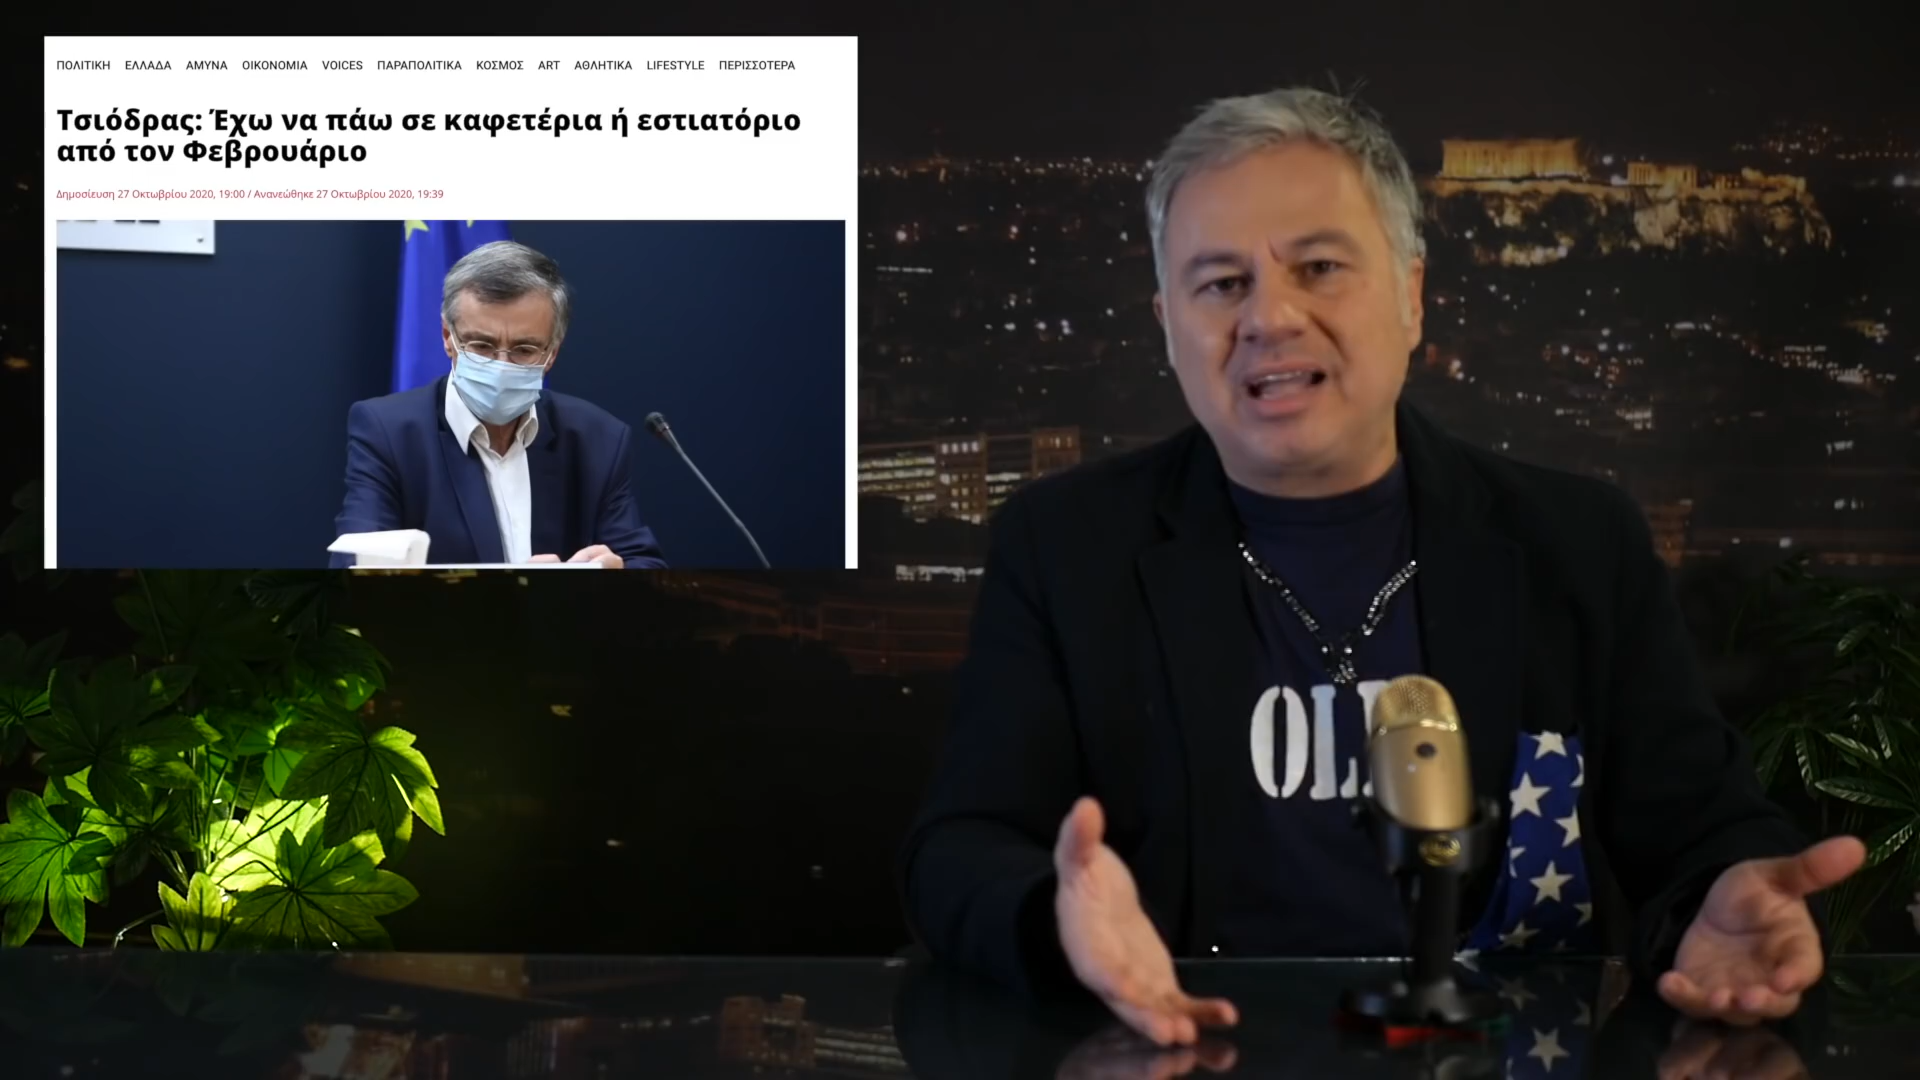 ΠΟΛΙΤΙΚΗ ΕΛΛΑΔΑ ΑΜΥΝΑ ΟΙΚΟΝΟΜΙΑ VOICES ΠΑΡΑΠΟΛΙΤΙΚΑ ΚΟΣΜΟΣ ART ΑΘΛΗΤΙΚΑ LIFESTYLE ΠΕΡΙΣΣΟΤΕΡΑ
Τσιόδρας: Έχω να πάω σε καφετέρια ή εστιατόριο
από τον Φεβρουάριο
Δημοσίευση 27 Οκτωβρίου 2020, 19:00 / Ανανεώθηκε 27 Οκτωβρίου 2020, 19:39